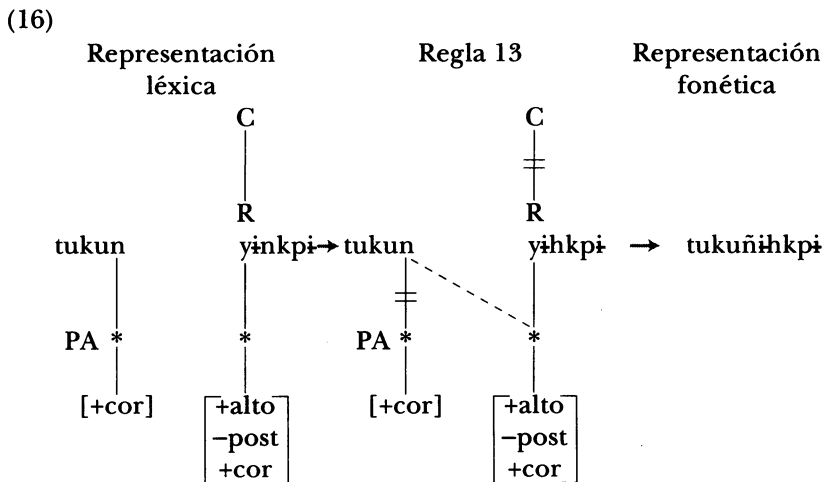 (16)
Representación léxica Regla 13 Representación fonética
C C
R R
tukun yɨnkpɨ → tukun yɨhkpɨ → tukuñɨhkpɨ
PA * * PA * *
[+cor] [+alto −post +cor] [+cor] [+alto −post +cor]